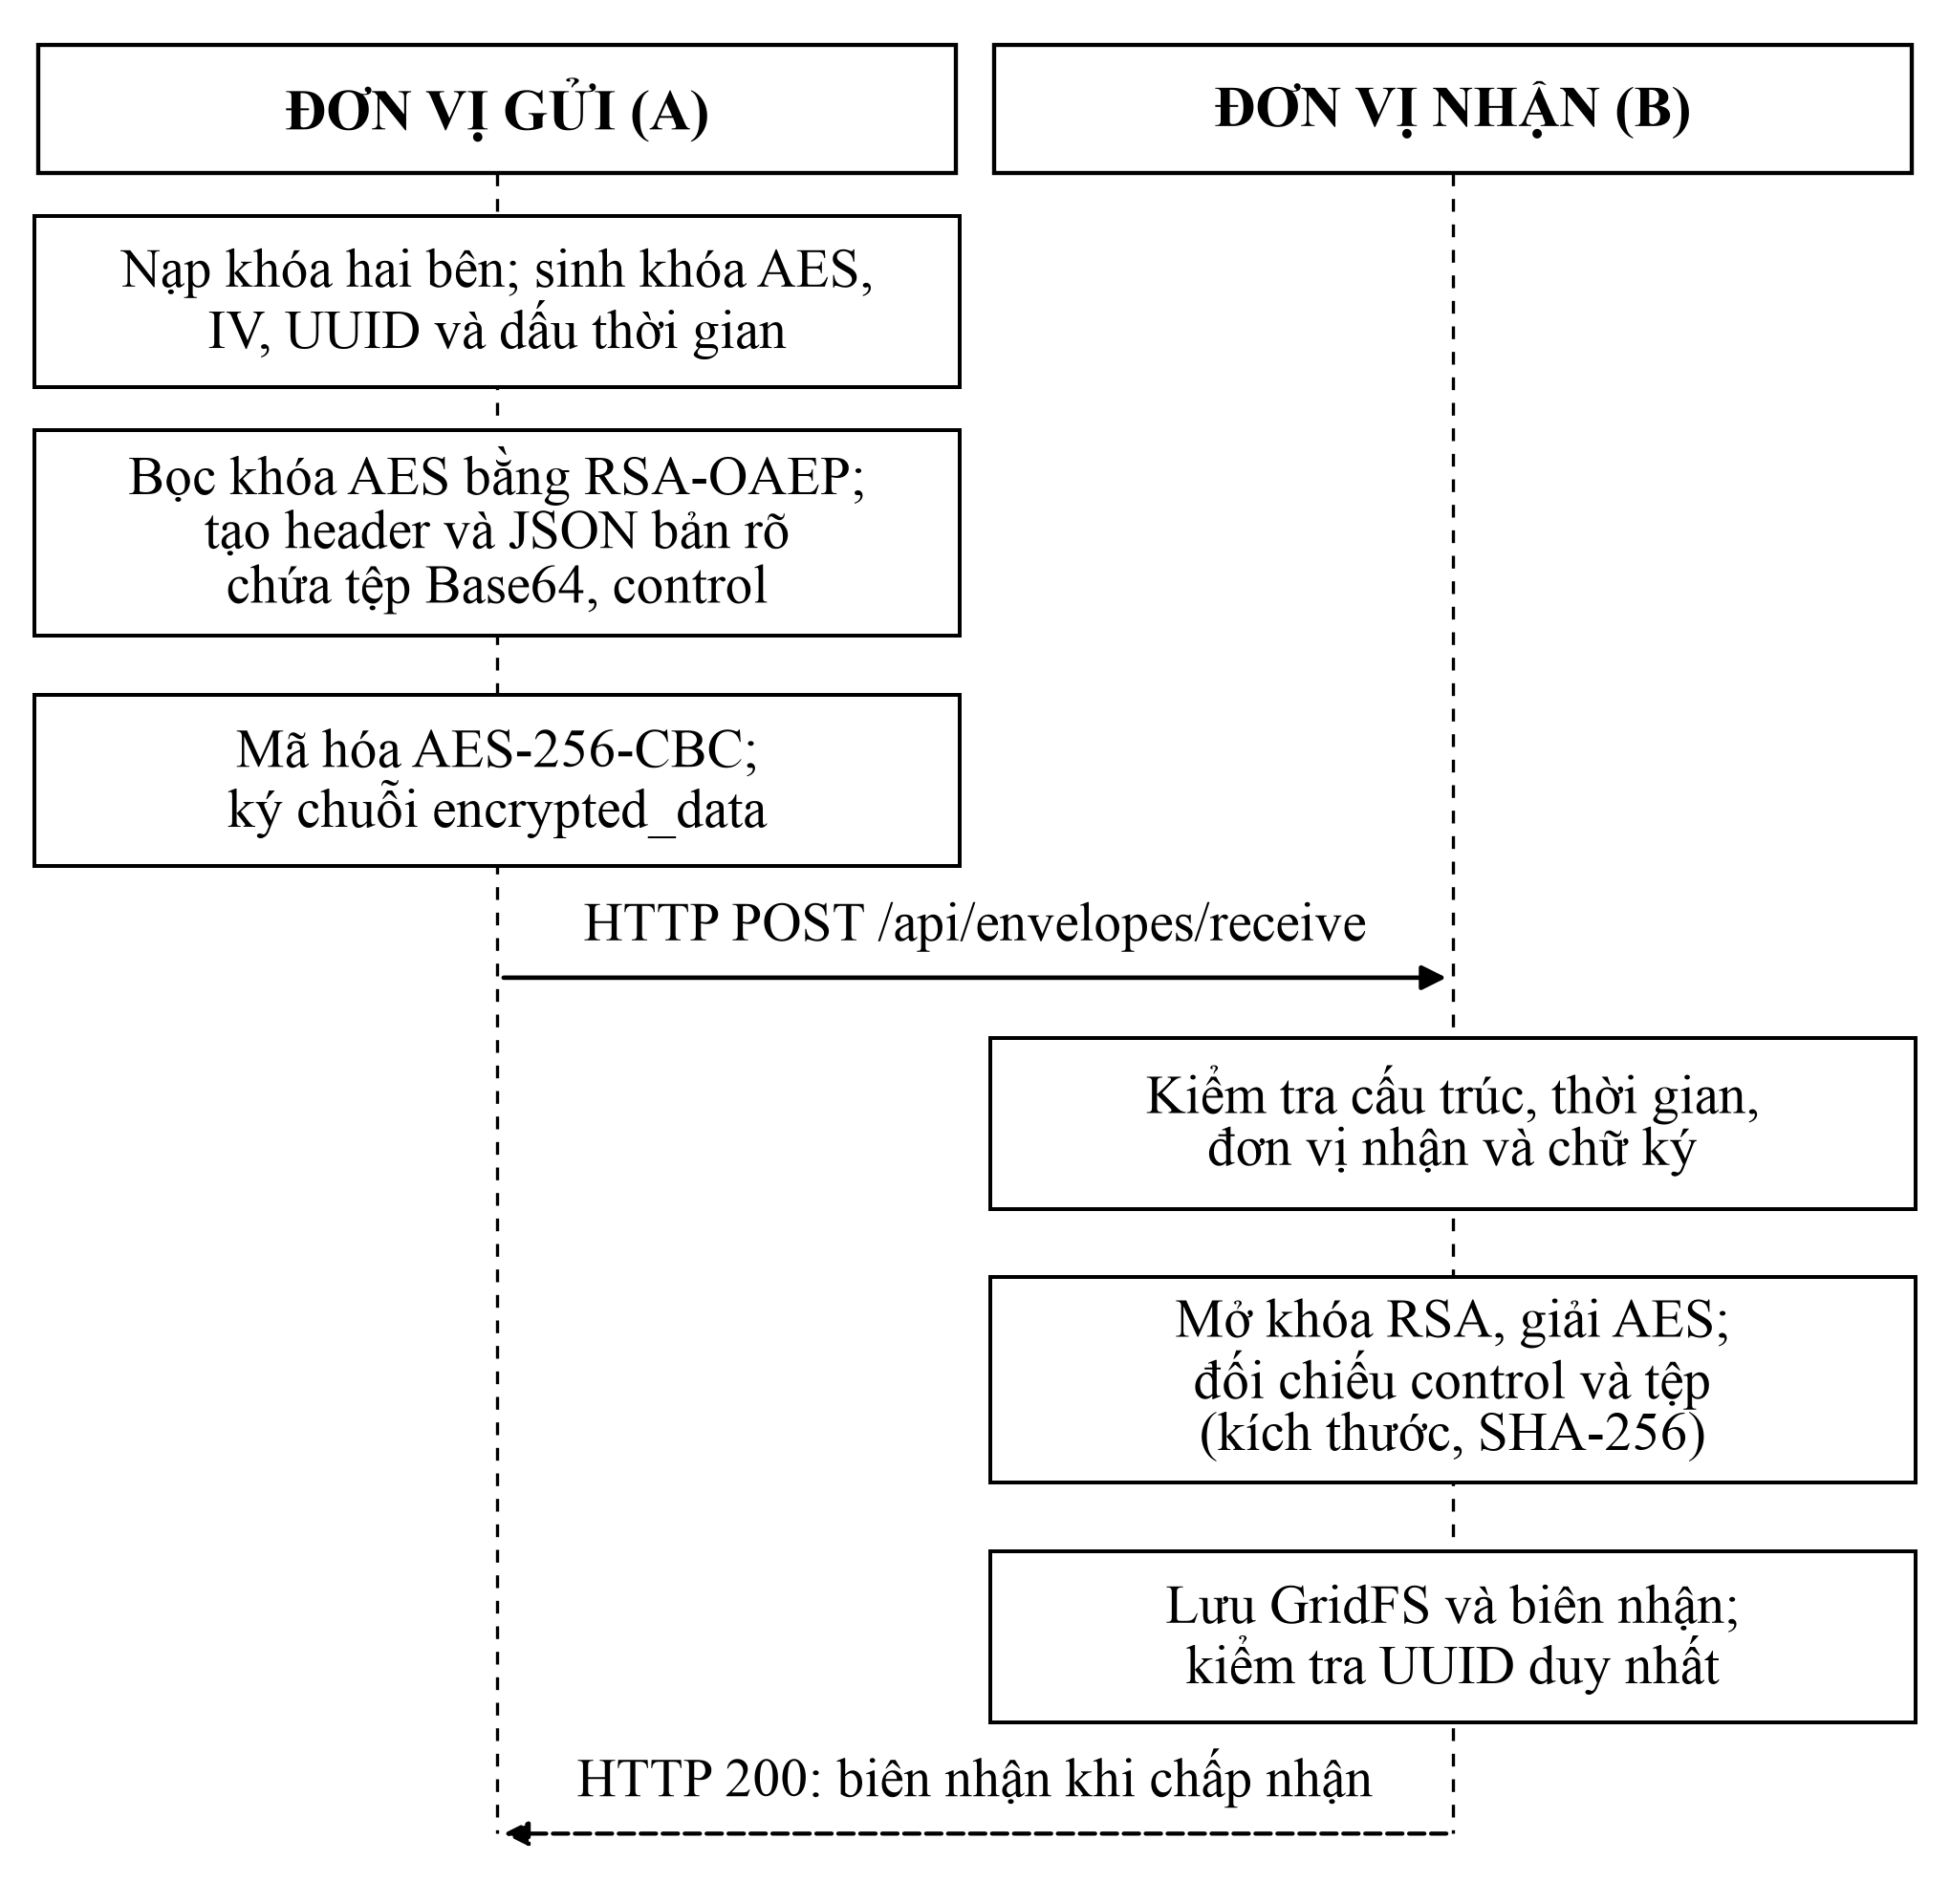 ĐƠN VỊ GỬI (A)
ĐƠN VỊ NHẬN (B)
Nạp khóa hai bên; sinh khóa AES,
IV, UUID và dấu thời gian
Bọc khóa AES bằng RSA-OAEP;
tạo header và JSON bản rõ
chứa tệp Base64, control
Mã hóa AES-256-CBC;
ký chuỗi encrypted_data
HTTP POST /api/envelopes/receive
Kiểm tra cấu trúc, thời gian,
đơn vị nhận và chữ ký
Mở khóa RSA, giải AES;
đối chiếu control và tệp
(kích thước, SHA-256)
Lưu GridFS và biên nhận;
kiểm tra UUID duy nhất
HTTP 200: biên nhận khi chấp nhận